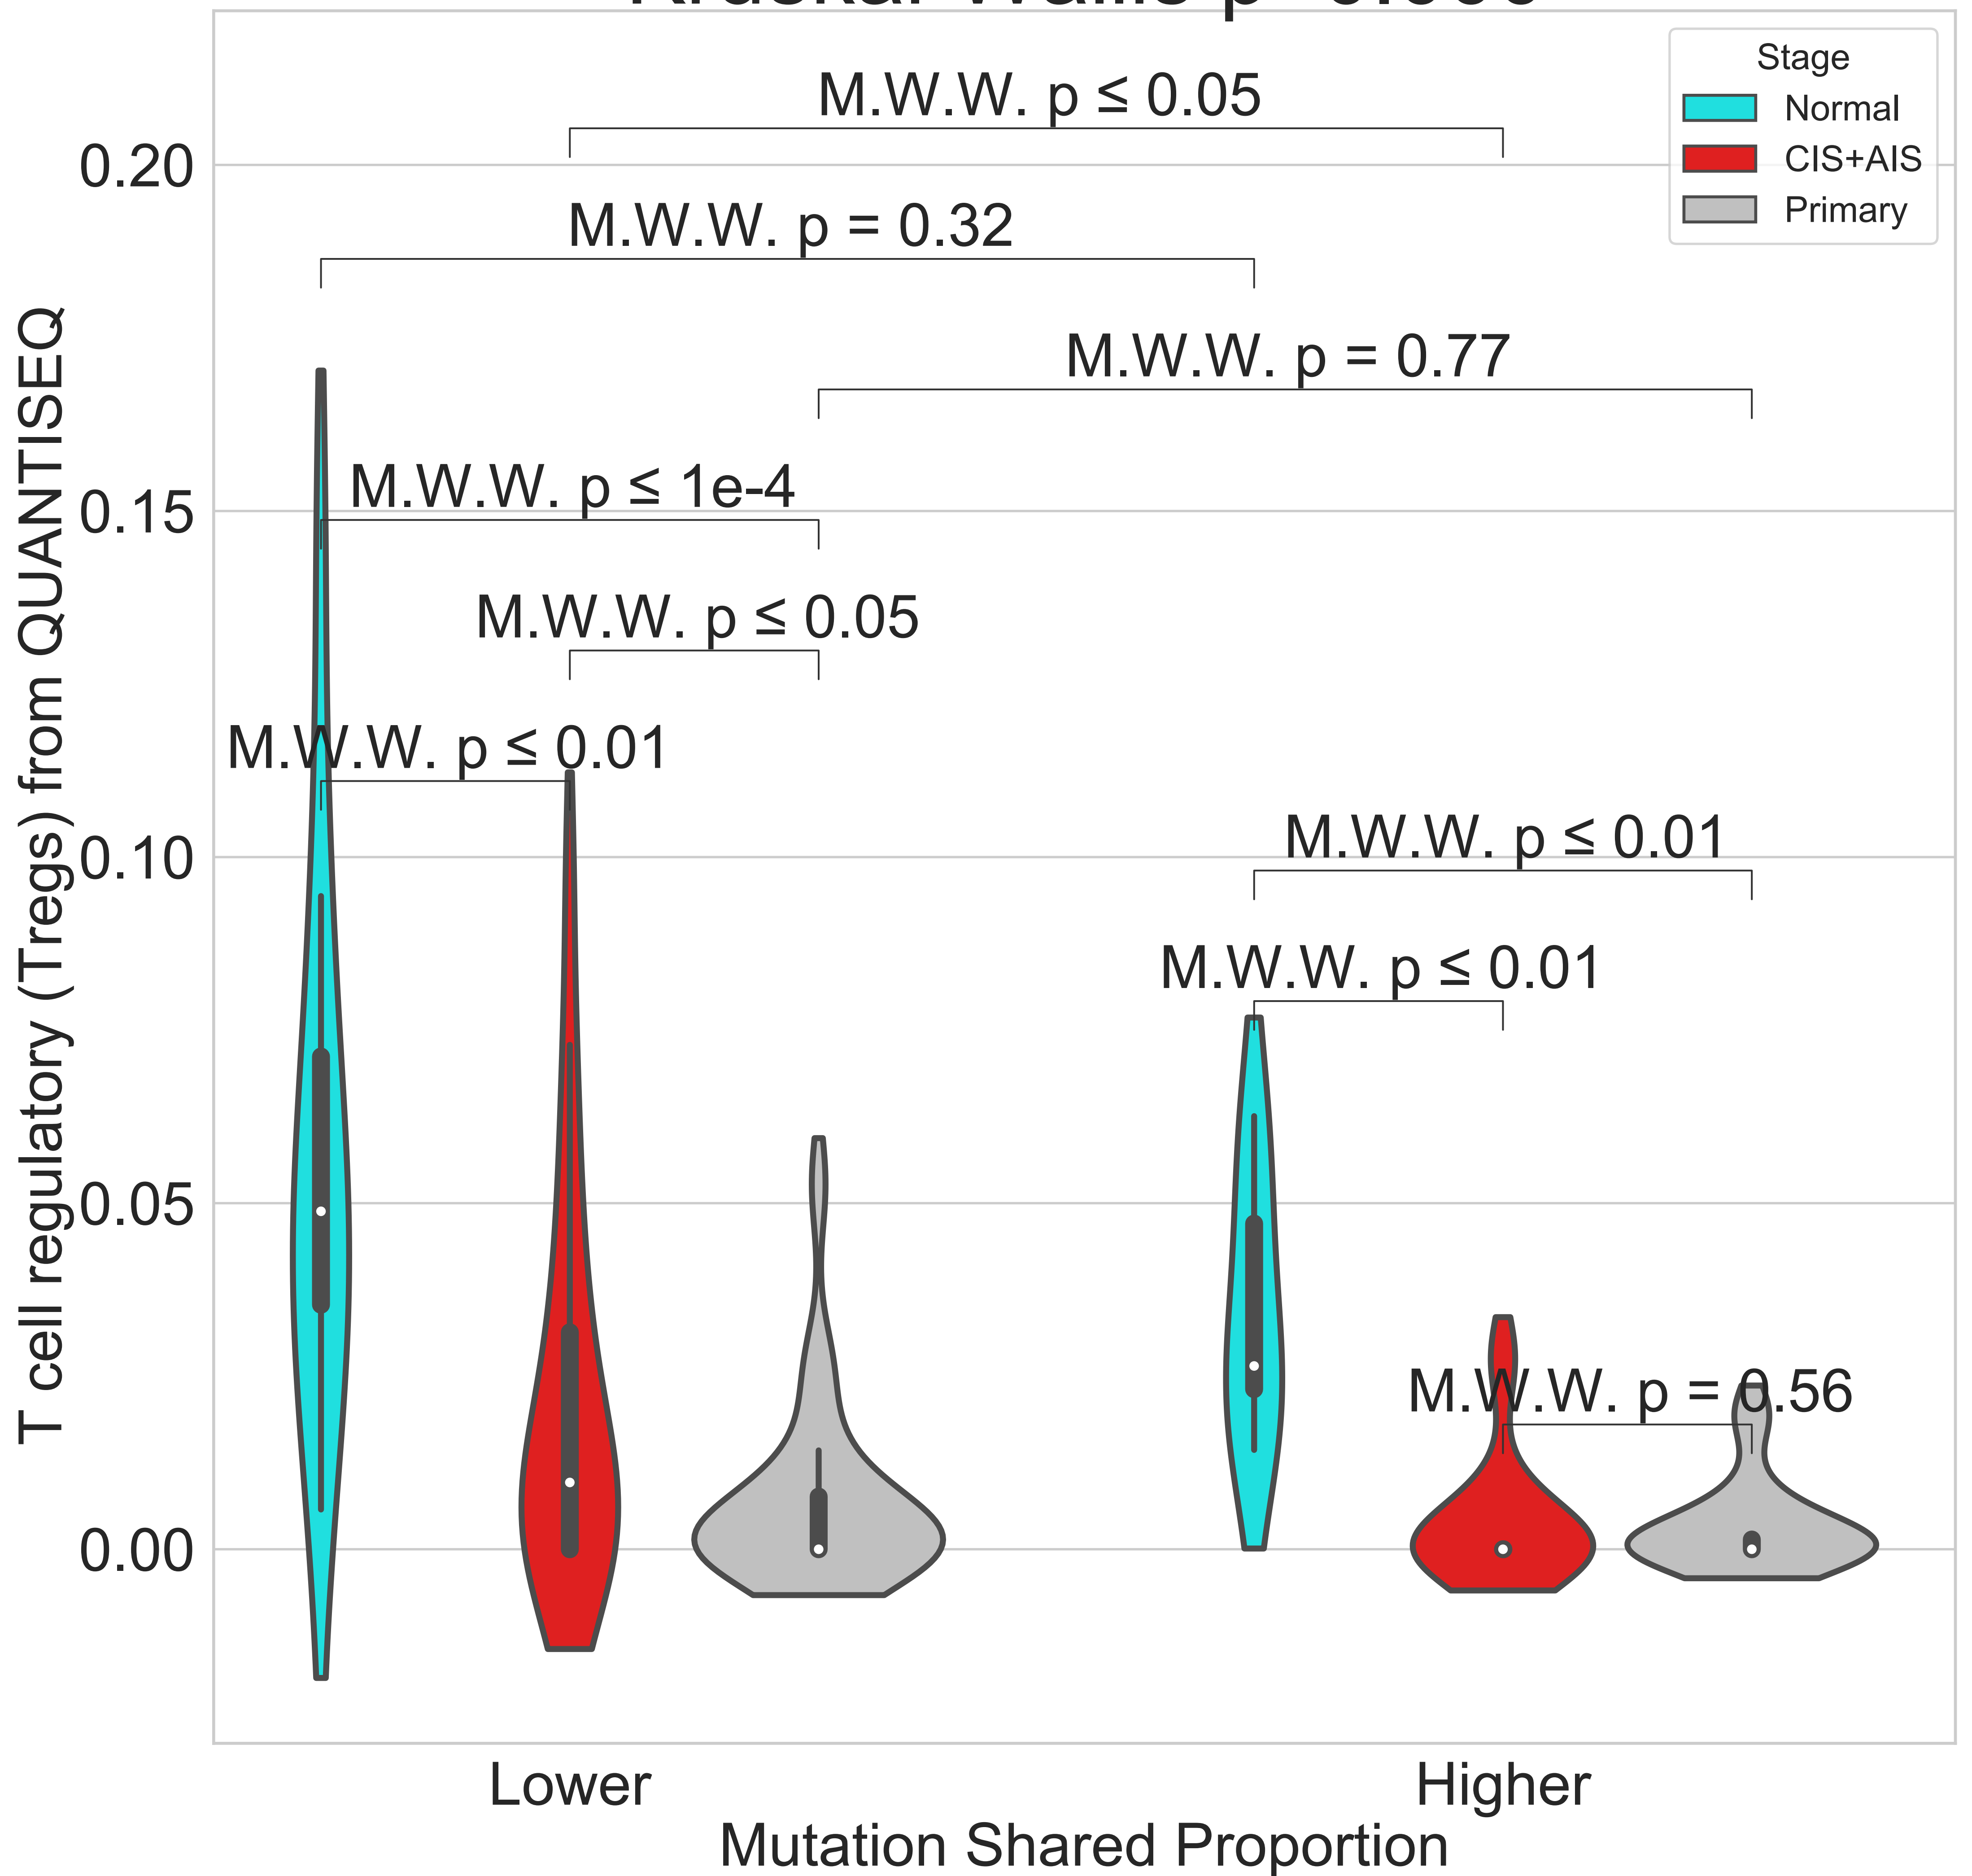 Stage
Normal
CIS+AIS
Primary
M.W.W. p ≤ 0.05
M.W.W. p = 0.32
M.W.W. p = 0.77
M.W.W. p ≤ 1e-4
M.W.W. p ≤ 0.05
M.W.W. p ≤ 0.01
M.W.W. p ≤ 0.01
M.W.W. p ≤ 0.01
M.W.W. p = 0.56
T cell regulatory (Tregs) from QUANTISEQ
0.20
0.15
0.10
0.05
0.00
Lower
Higher
Mutation Shared Proportion